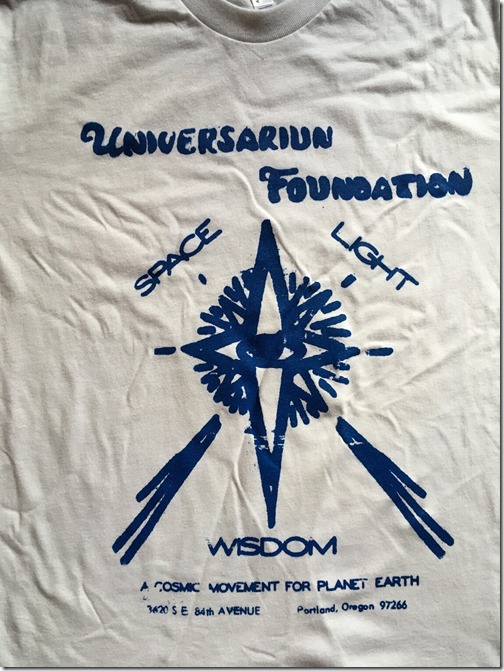 UNIVERSARIUN
FOUNDATION
SPACE
LIGHT
WISDOM
A COSMIC MOVEMENT FOR PLANET EARTH
3620 S E 84th AVENUE Portland, Oregon 97266